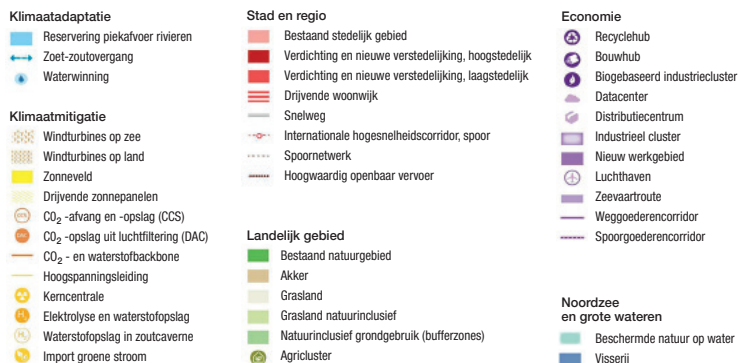 Klimaatadaptatie
Reservering piekafvoer rivieren
Zoet-zoutovergang
Waterwinning
Klimaatmitigatie
Windturbines op zee
Windturbines op land
Zonneveld
Drijvende zonnepanelen
CO2 -afvang en -opslag (CCS)
CO2 -opslag uit luchtfiltering (DAC)
CO2 - en waterstofbackbone
Hoogspanningsleiding
Kerncentrale
Elektrolyse en waterstofopslag
Waterstofopslag in zoutcaverne
Import groene stroom
Stad en regio
Bestaand stedelijk gebied
Verdichting en nieuwe verstedelijking, hoogstedelijk
Verdichting en nieuwe verstedelijking, laagstedelijk
Drijvende woonwijk
Snelweg
Internationale hogesnelheidscorridor, spoor
Spoornetwerk
Hoogwaardig openbaar vervoer
Landelijk gebied
Bestaand natuurgebied
Akker
Grasland
Grasland natuurinclusief
Natuurinclusief grondgebruik (bufferzones)
Agricluster
Economie
Recyclehub
Bouwhub
Biogebaseerd industriecluster
Datacenter
Distributiecentrum
Industrieel cluster
Nieuw werkgebied
Luchthaven
Zeevaartroute
Weggoederencorridor
Spoorgoederencorridor
Noordzee
en grote wateren
Beschermde natuur op water
Visserij